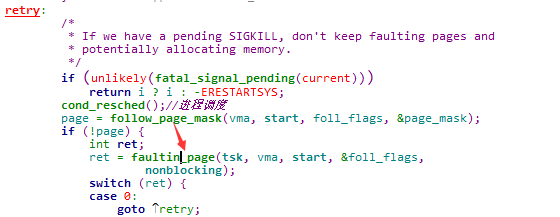 retry:
/*
* If we have a pending SIGKILL, don't keep faulting pages and
* potentially allocating memory.
*/
if (unlikely(fatal_signal_pending(current)))
return i ? i : -ERESTARTSYS;
cond_resched();//进程调度
page = follow_page_mask(vma, start, foll_flags, &page_mask);
if (!page) {
int ret;
ret = faultin_page(tsk, vma, start, &foll_flags,
nonblocking);
switch (ret) {
case 0:
goto ↑retry;